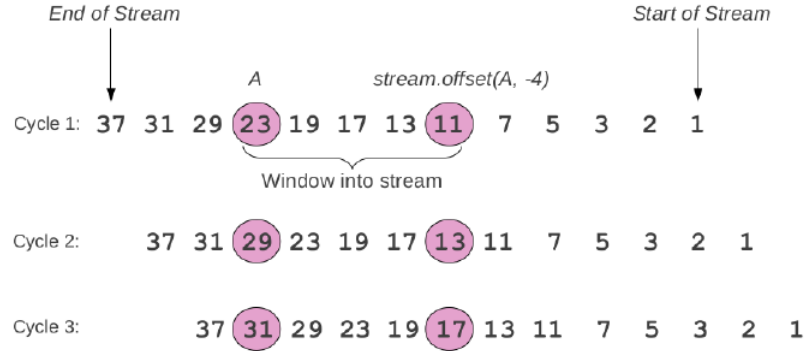 End of Stream Start of Stream
A stream.offset(A, -4)
Cycle 1: 37 31 29 23 19 17 13 11 7 5 3 2 1
Window into stream
Cycle 2: 37 31 29 23 19 17 13 11 7 5 3 2 1
Cycle 3: 37 31 29 23 19 17 13 11 7 5 3 2 1